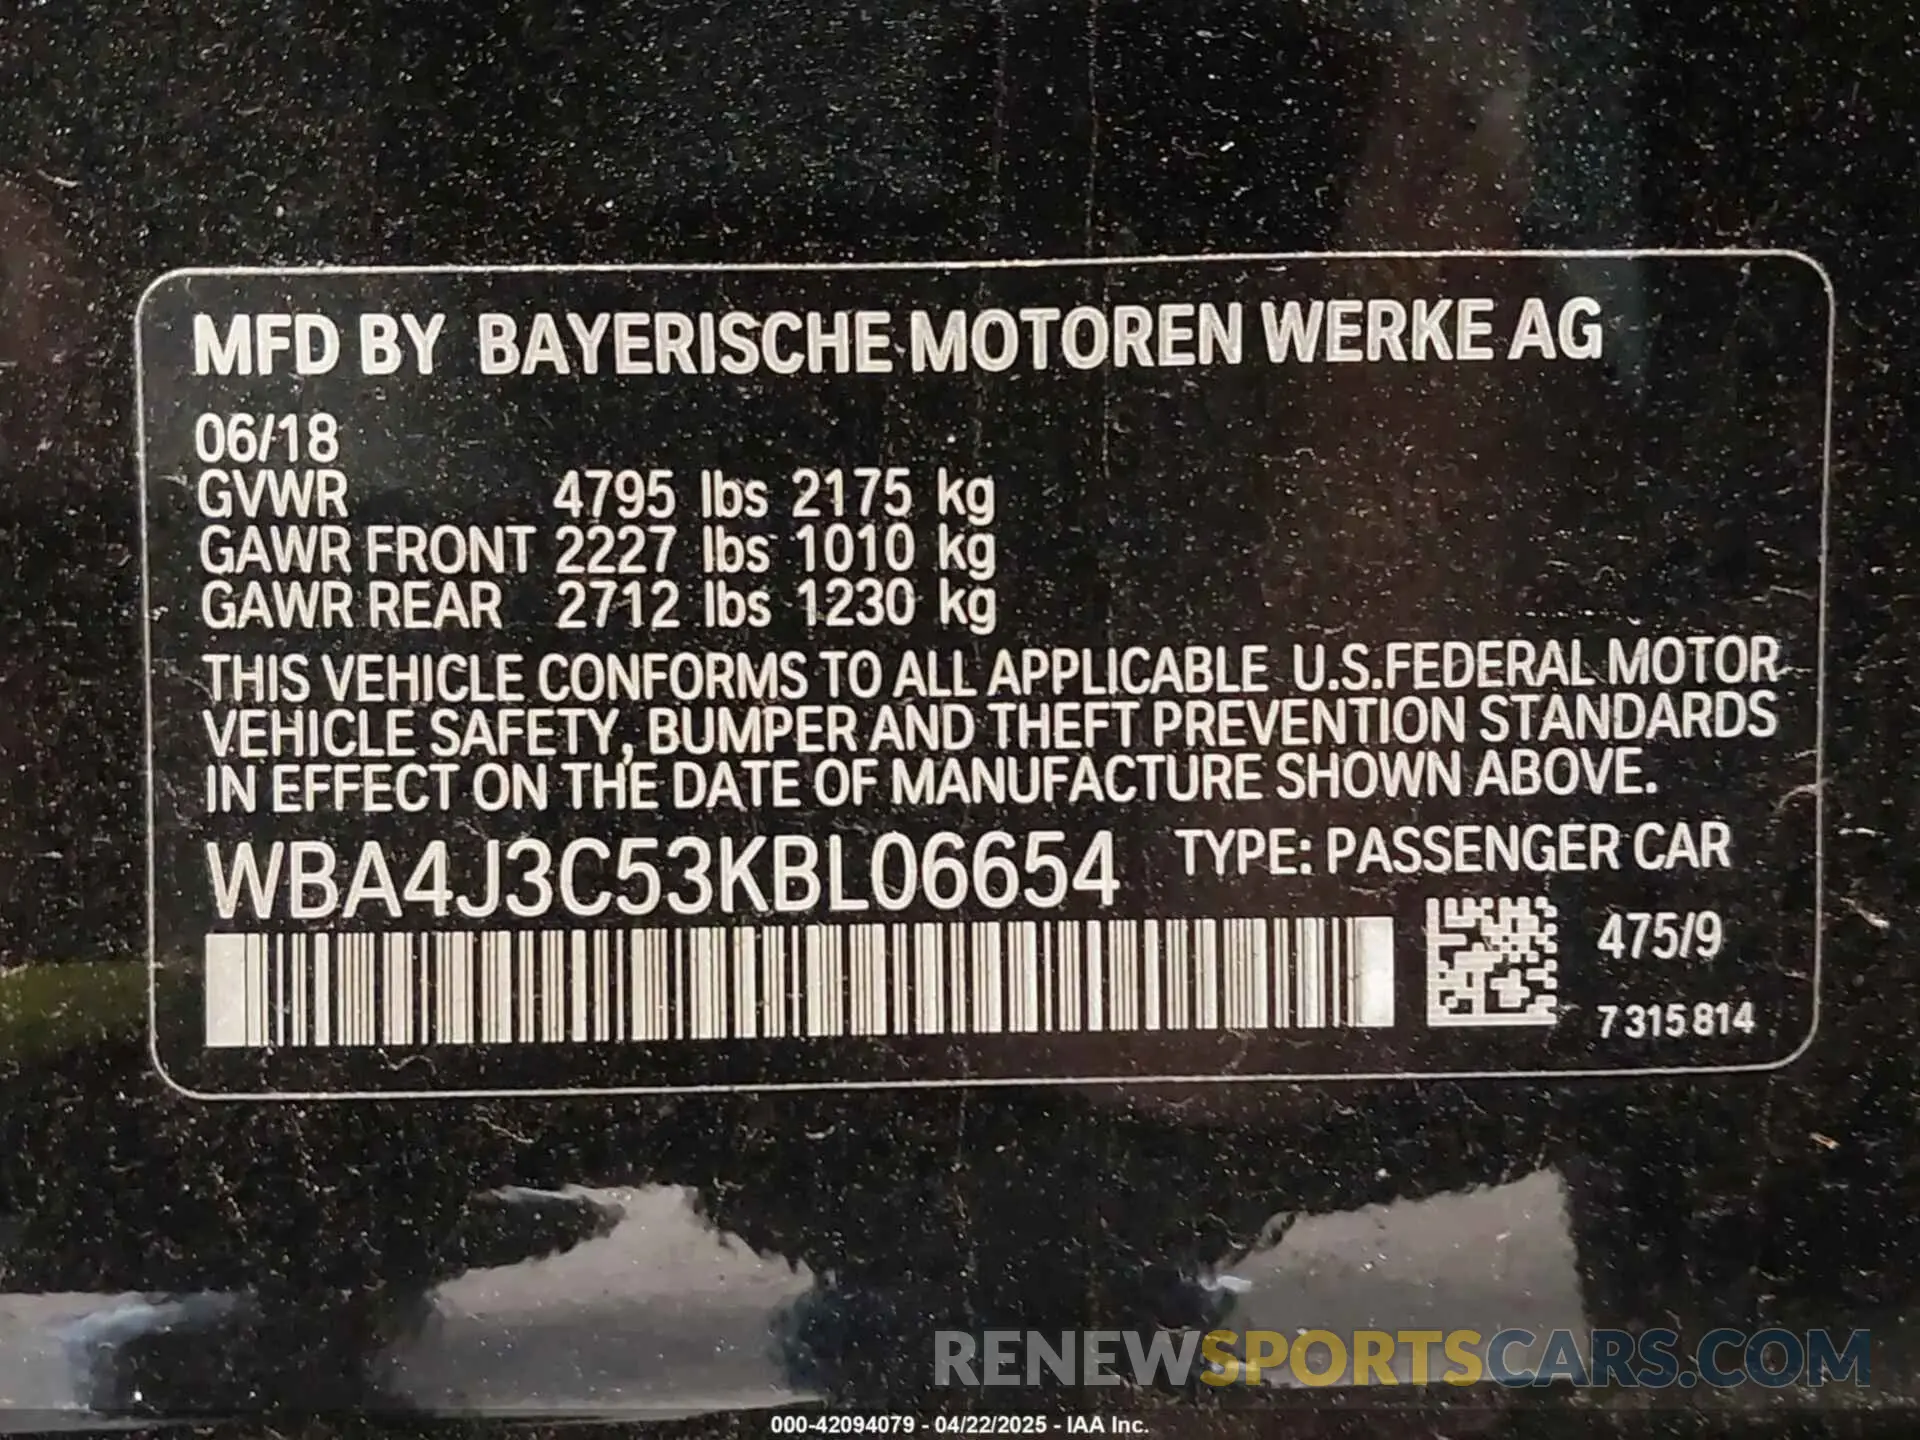 MFD BY BAYERISCHE MOTOREN WERKE AG
06/18
GVWR 4795 lbs 2175 kg
GAWR FRONT 2227 lbs 1010 kg
GAWR REAR 2712 lbs 1230 kg
THIS VEHICLE CONFORMS TO ALL APPLICABLE U.S.FEDERAL MOTOR
VEHICLE SAFETY, BUMPER AND THEFT PREVENTION STANDARDS
IN EFFECT ON THE DATE OF MANUFACTURE SHOWN ABOVE.
WBA4J3C53KBL06654 TYPE: PASSENGER CAR
475/9
7 315 814
RENEWSPORTSCARS.COM
000-42094079 - 04/22/2025 - IAA Inc.